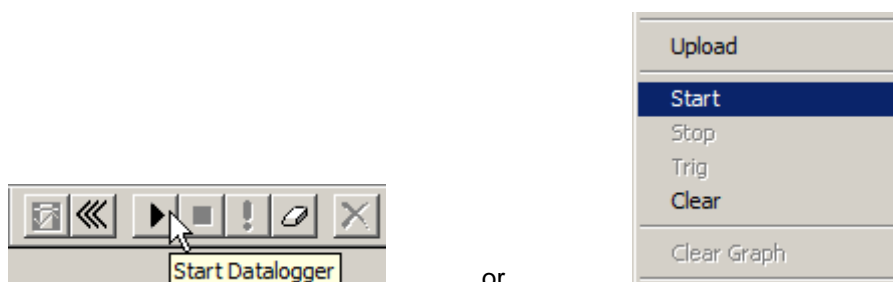 Upload
Start
Stop
Trig
Clear
Clear Graph
Start Datalogger
or